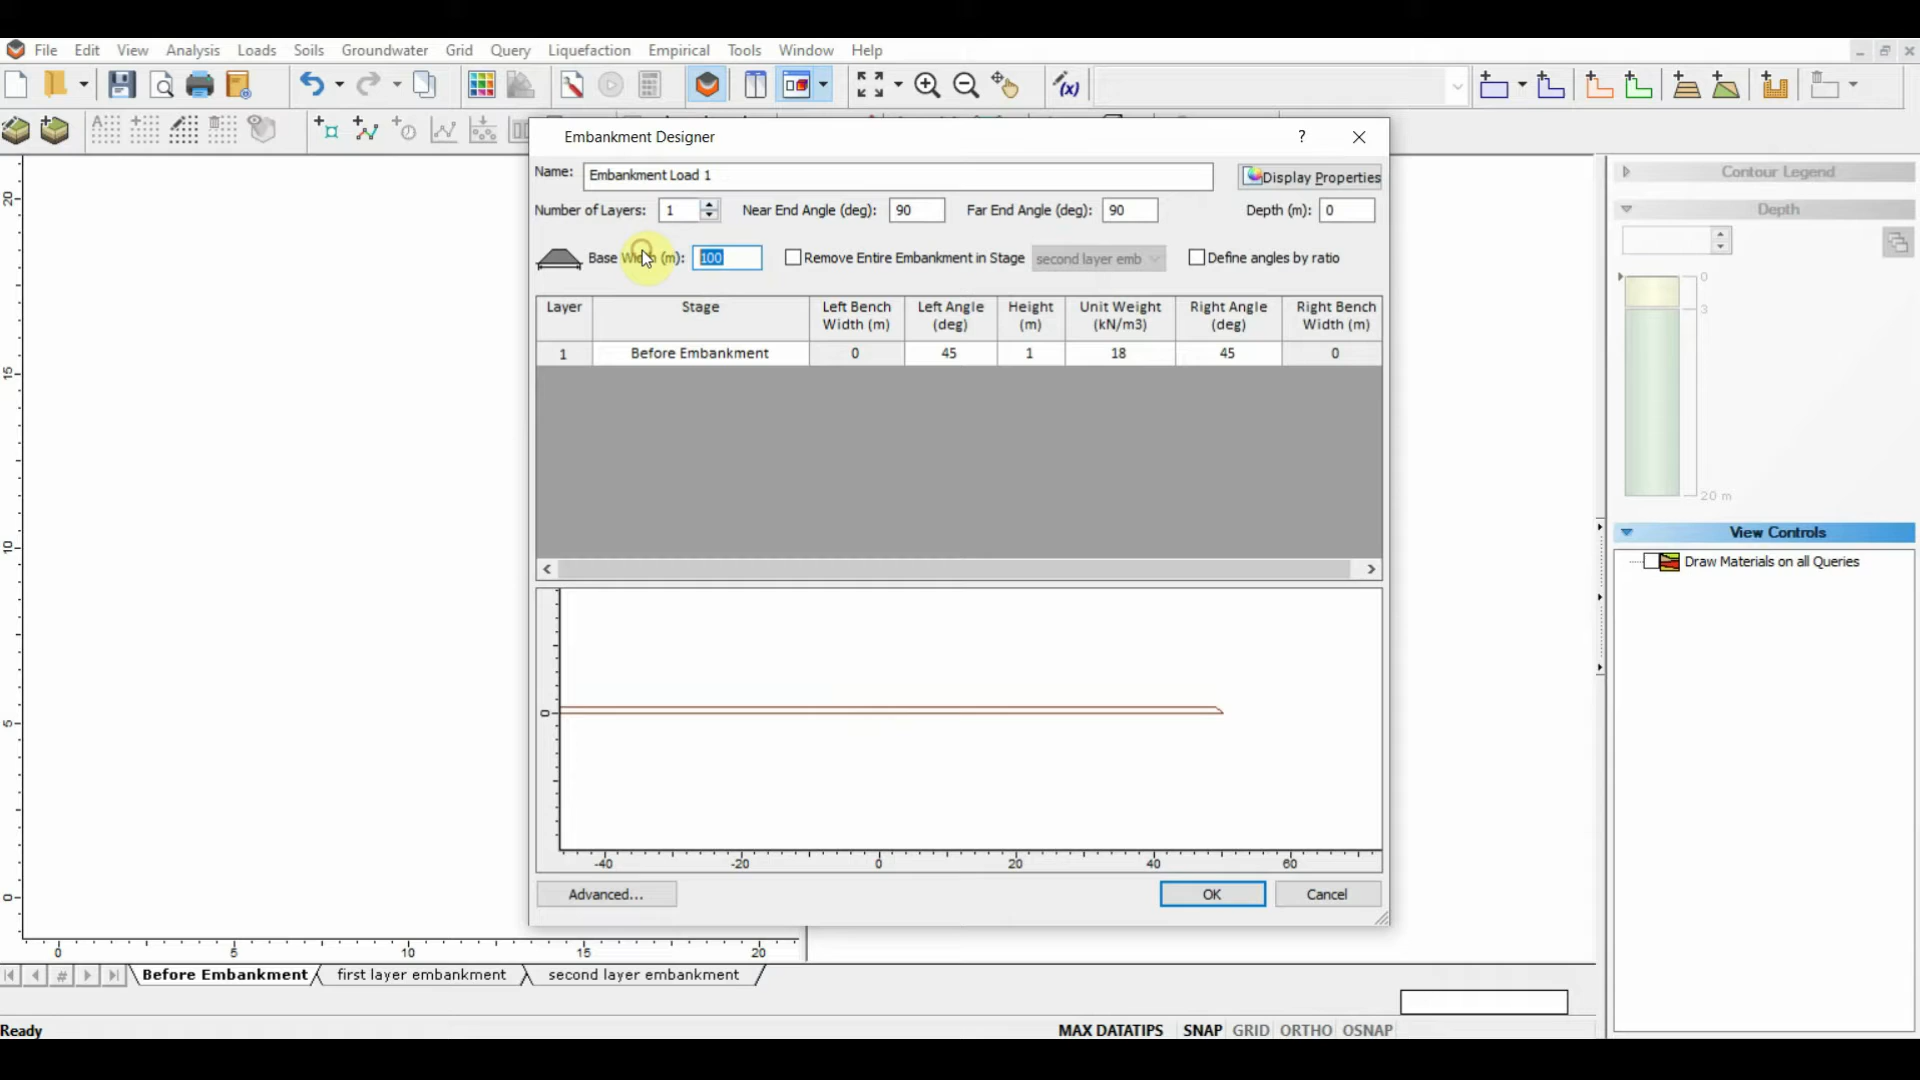 File Edit View Analysis Loads Soils Groundwater Grid Query Liquefaction Empirical Tools Window Help
Embankment Designer
Name: Embankment Load 1 Display Properties
Number of Layers: 1 Near End Angle (deg): 90 Far End Angle (deg): 90 Depth (m): 0
Base Width (m): 100 Remove Entire Embankment in Stage second layer emb Define angles by ratio
Layer Stage Left Bench Width (m) Left Angle (deg) Height (m) Unit Weight (kN/m3) Right Angle (deg) Right Bench Width (m)
1 Before Embankment 0 45 1 18 45 0
0
-40 -20 0 20 40 60
Advanced... OK Cancel
20
15
10
5
0
0 5 10 15 20
Before Embankment first layer embankment second layer embankment
Contour Legend
Depth
0
3
20 m
View Controls
Draw Materials on all Queries
Ready MAX DATATIPS SNAP GRID ORTHO OSNAP